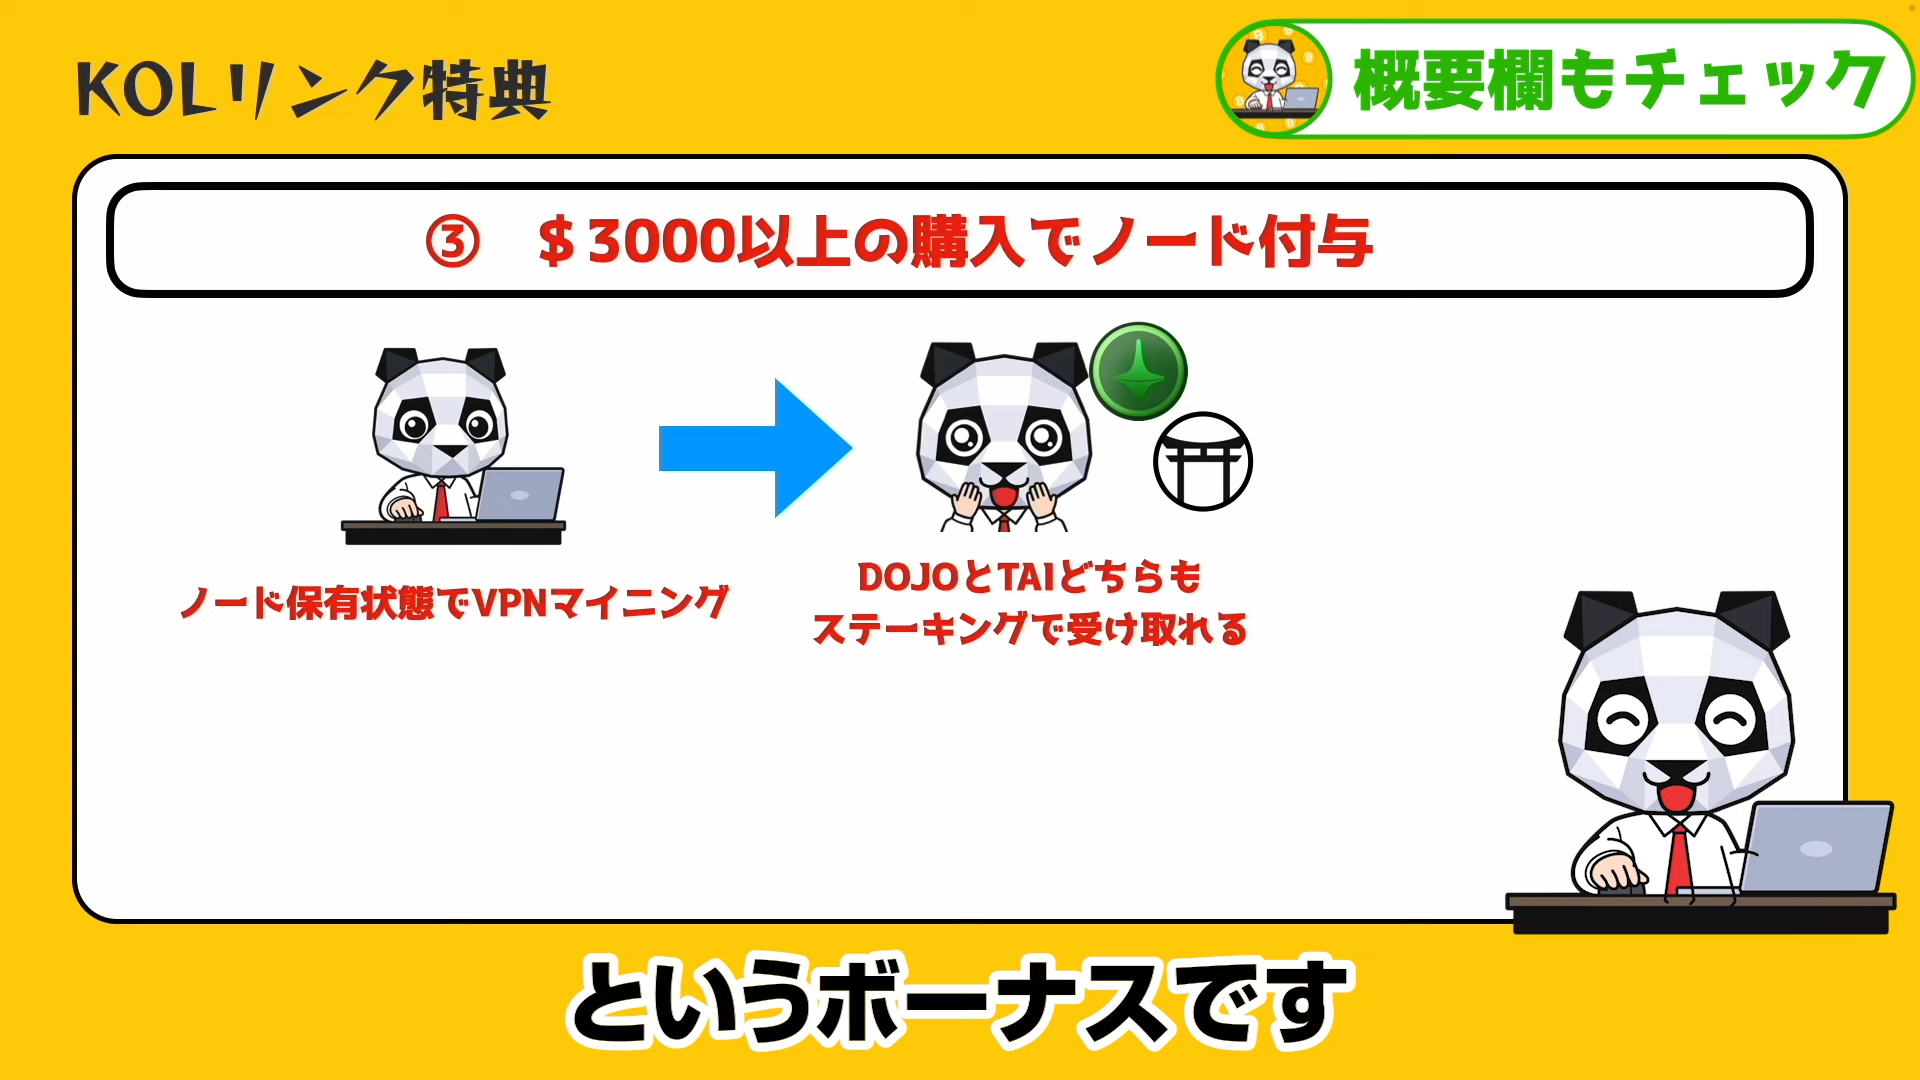 KOLリンク特典
概要欄もチェック
③ ＄3000以上の購入でノード付与
ノード保有状態でVPNマイニング
DOJOとTAIどちらも
ステーキングで受け取れる
というボーナスです